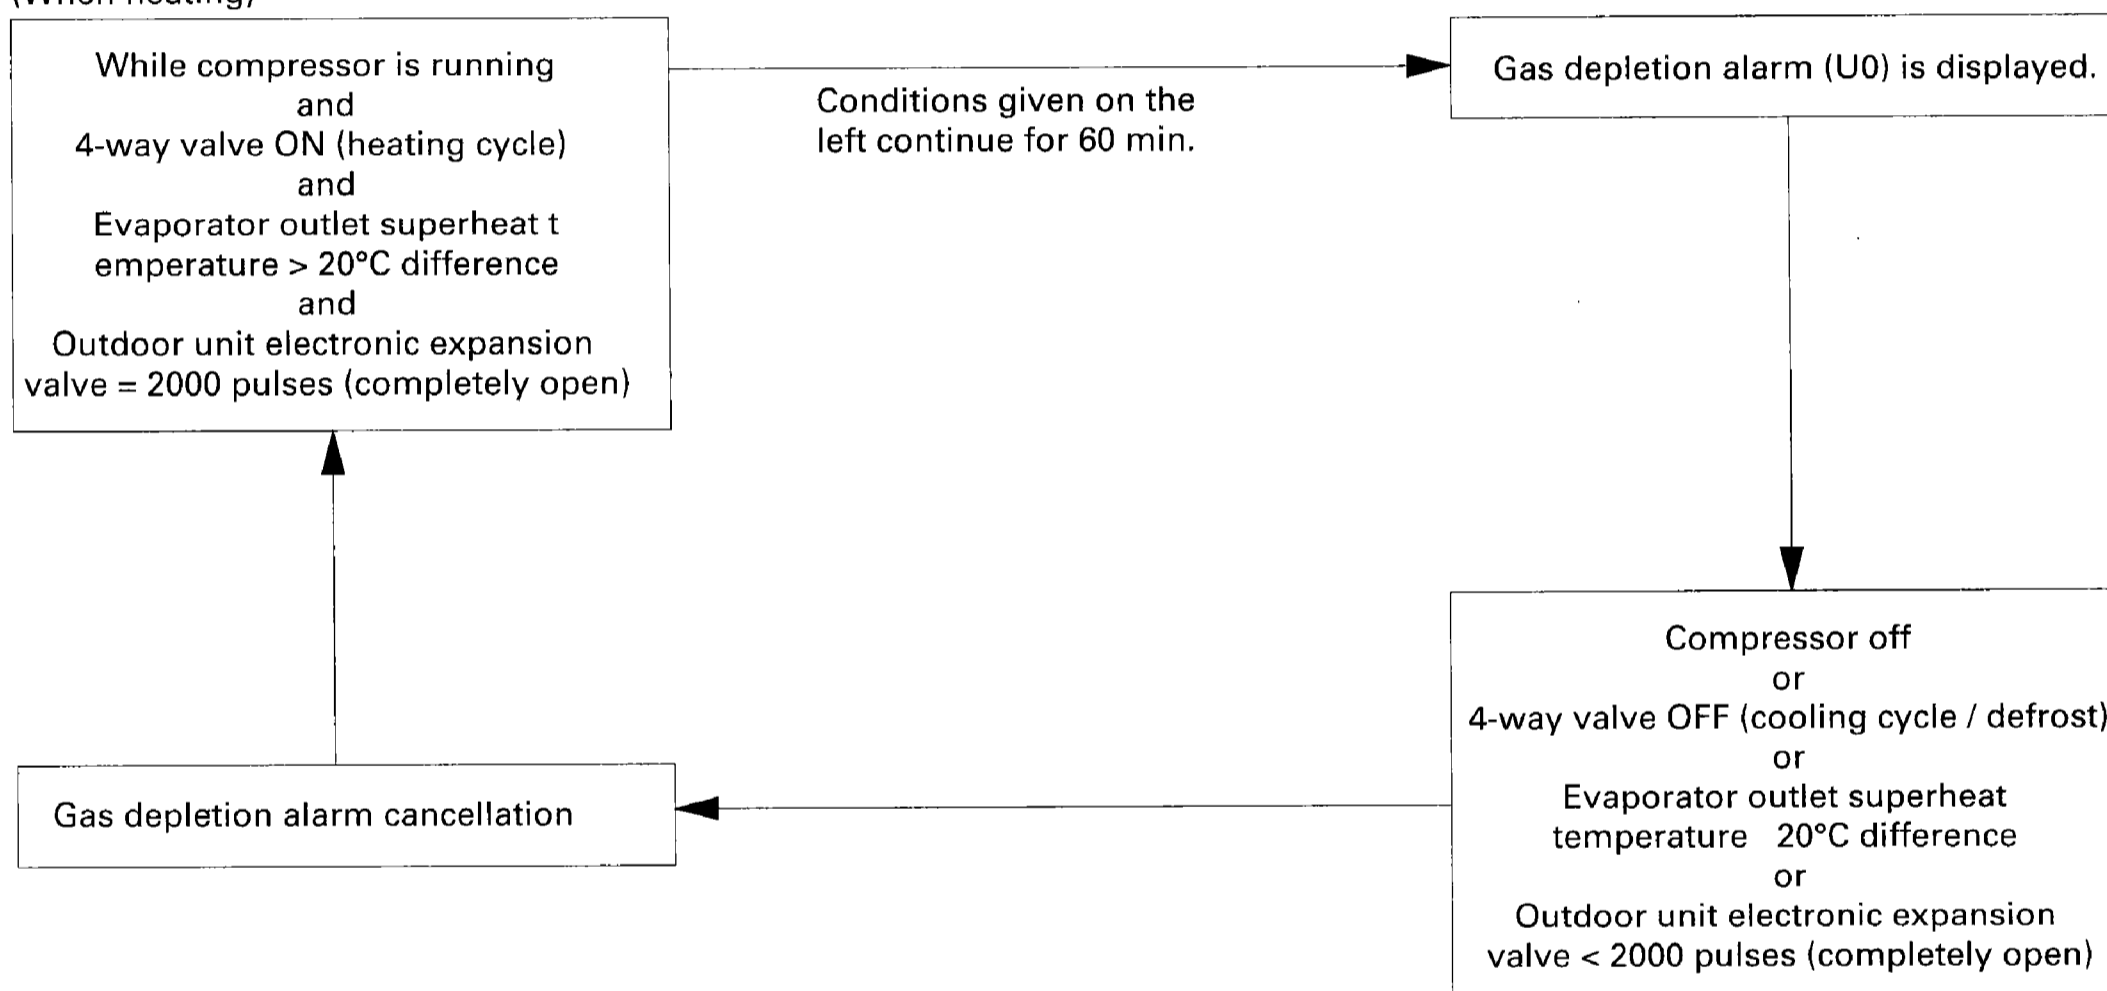 (When heating)
While compressor is running
and
4-way valve ON (heating cycle)
and
Evaporator outlet superheat t
emperature > 20°C difference
and
Outdoor unit electronic expansion
valve = 2000 pulses (completely open)
Conditions given on the
left continue for 60 min.
Gas depletion alarm (U0) is displayed.
Compressor off
or
4-way valve OFF (cooling cycle / defrost)
or
Evaporator outlet superheat
temperature 20°C difference
or
Outdoor unit electronic expansion
valve < 2000 pulses (completely open)
Gas depletion alarm cancellation